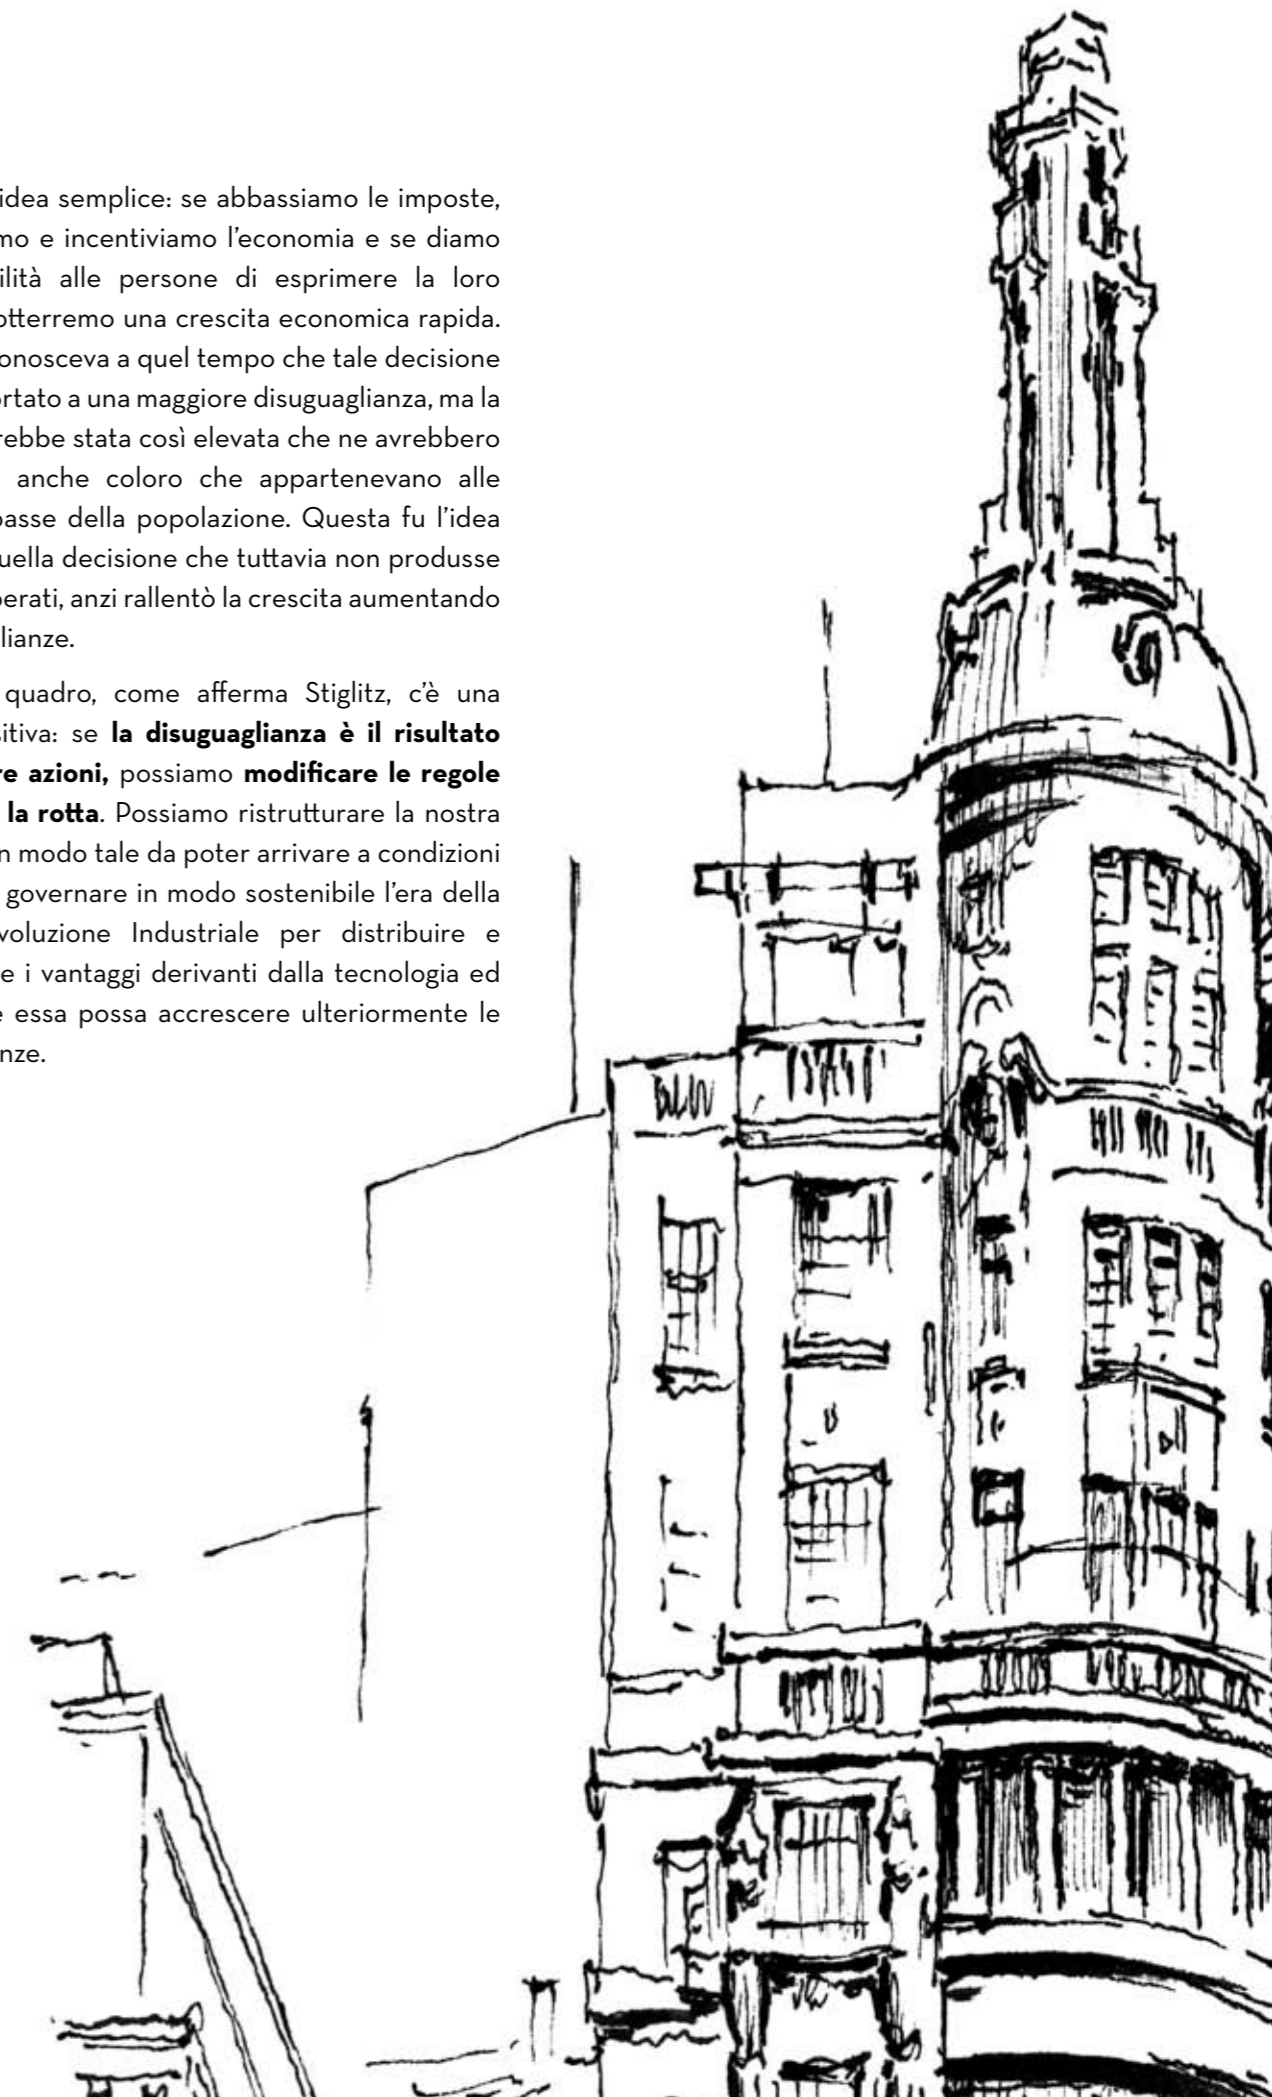 idea semplice: se abbassiamo le imposte,
mo e incentiviamo l’economia e se diamo
ilità alle persone di esprimere la loro
otterremo una crescita economica rapida.
onosceva a quel tempo che tale decisione
rtato a una maggiore disuguaglianza, ma la
rebbe stata così elevata che ne avrebbero
anche coloro che appartenevano alle
basse della popolazione. Questa fu l’idea
uella decisione che tuttavia non produsse
perati, anzi rallentò la crescita aumentando
lianze.
quadro, come afferma Stiglitz, c’è una
sitiva: se la disuguaglianza è il risultato
re azioni, possiamo modificare le regole
la rotta. Possiamo ristrutturare la nostra
n modo tale da poter arrivare a condizioni
governare in modo sostenibile l’era della
voluzione Industriale per distribuire e
e i vantaggi derivanti dalla tecnologia ed
e essa possa accrescere ulteriormente le
nze.